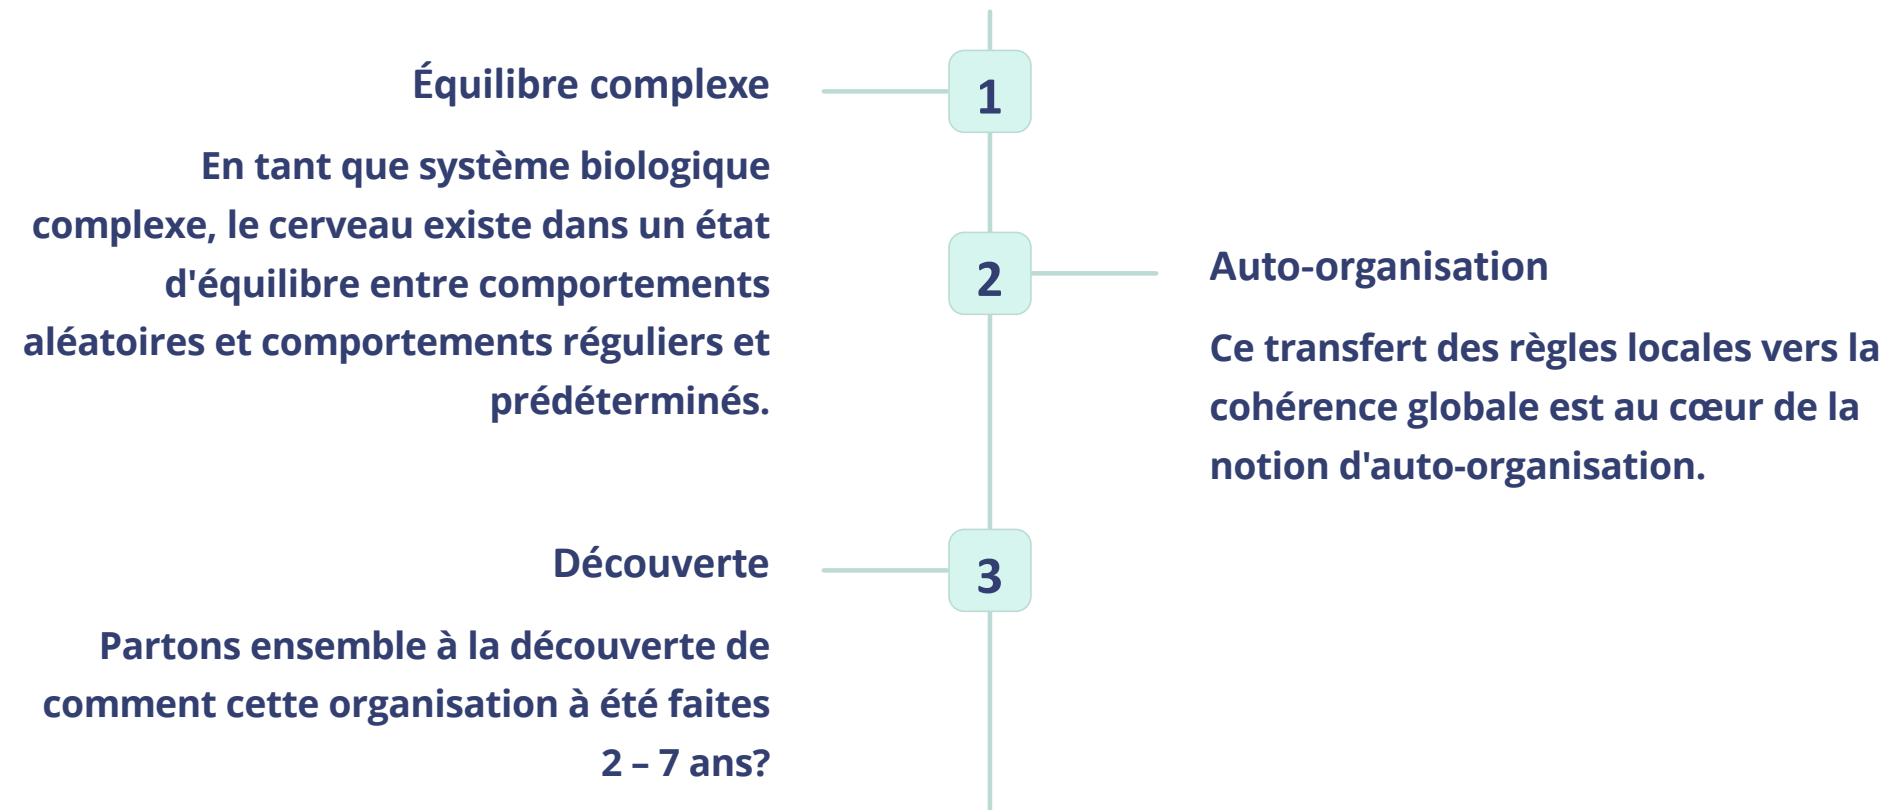 Équilibre complexe
1
En tant que système biologique
complexe, le cerveau existe dans un état
d'équilibre entre comportements
aléatoires et comportements réguliers et
prédéterminés.
2
Auto-organisation
Ce transfert des règles locales vers la
cohérence globale est au cœur de la
notion d'auto-organisation.
Découverte
3
Partons ensemble à la découverte de
comment cette organisation à été faites
2 – 7 ans?